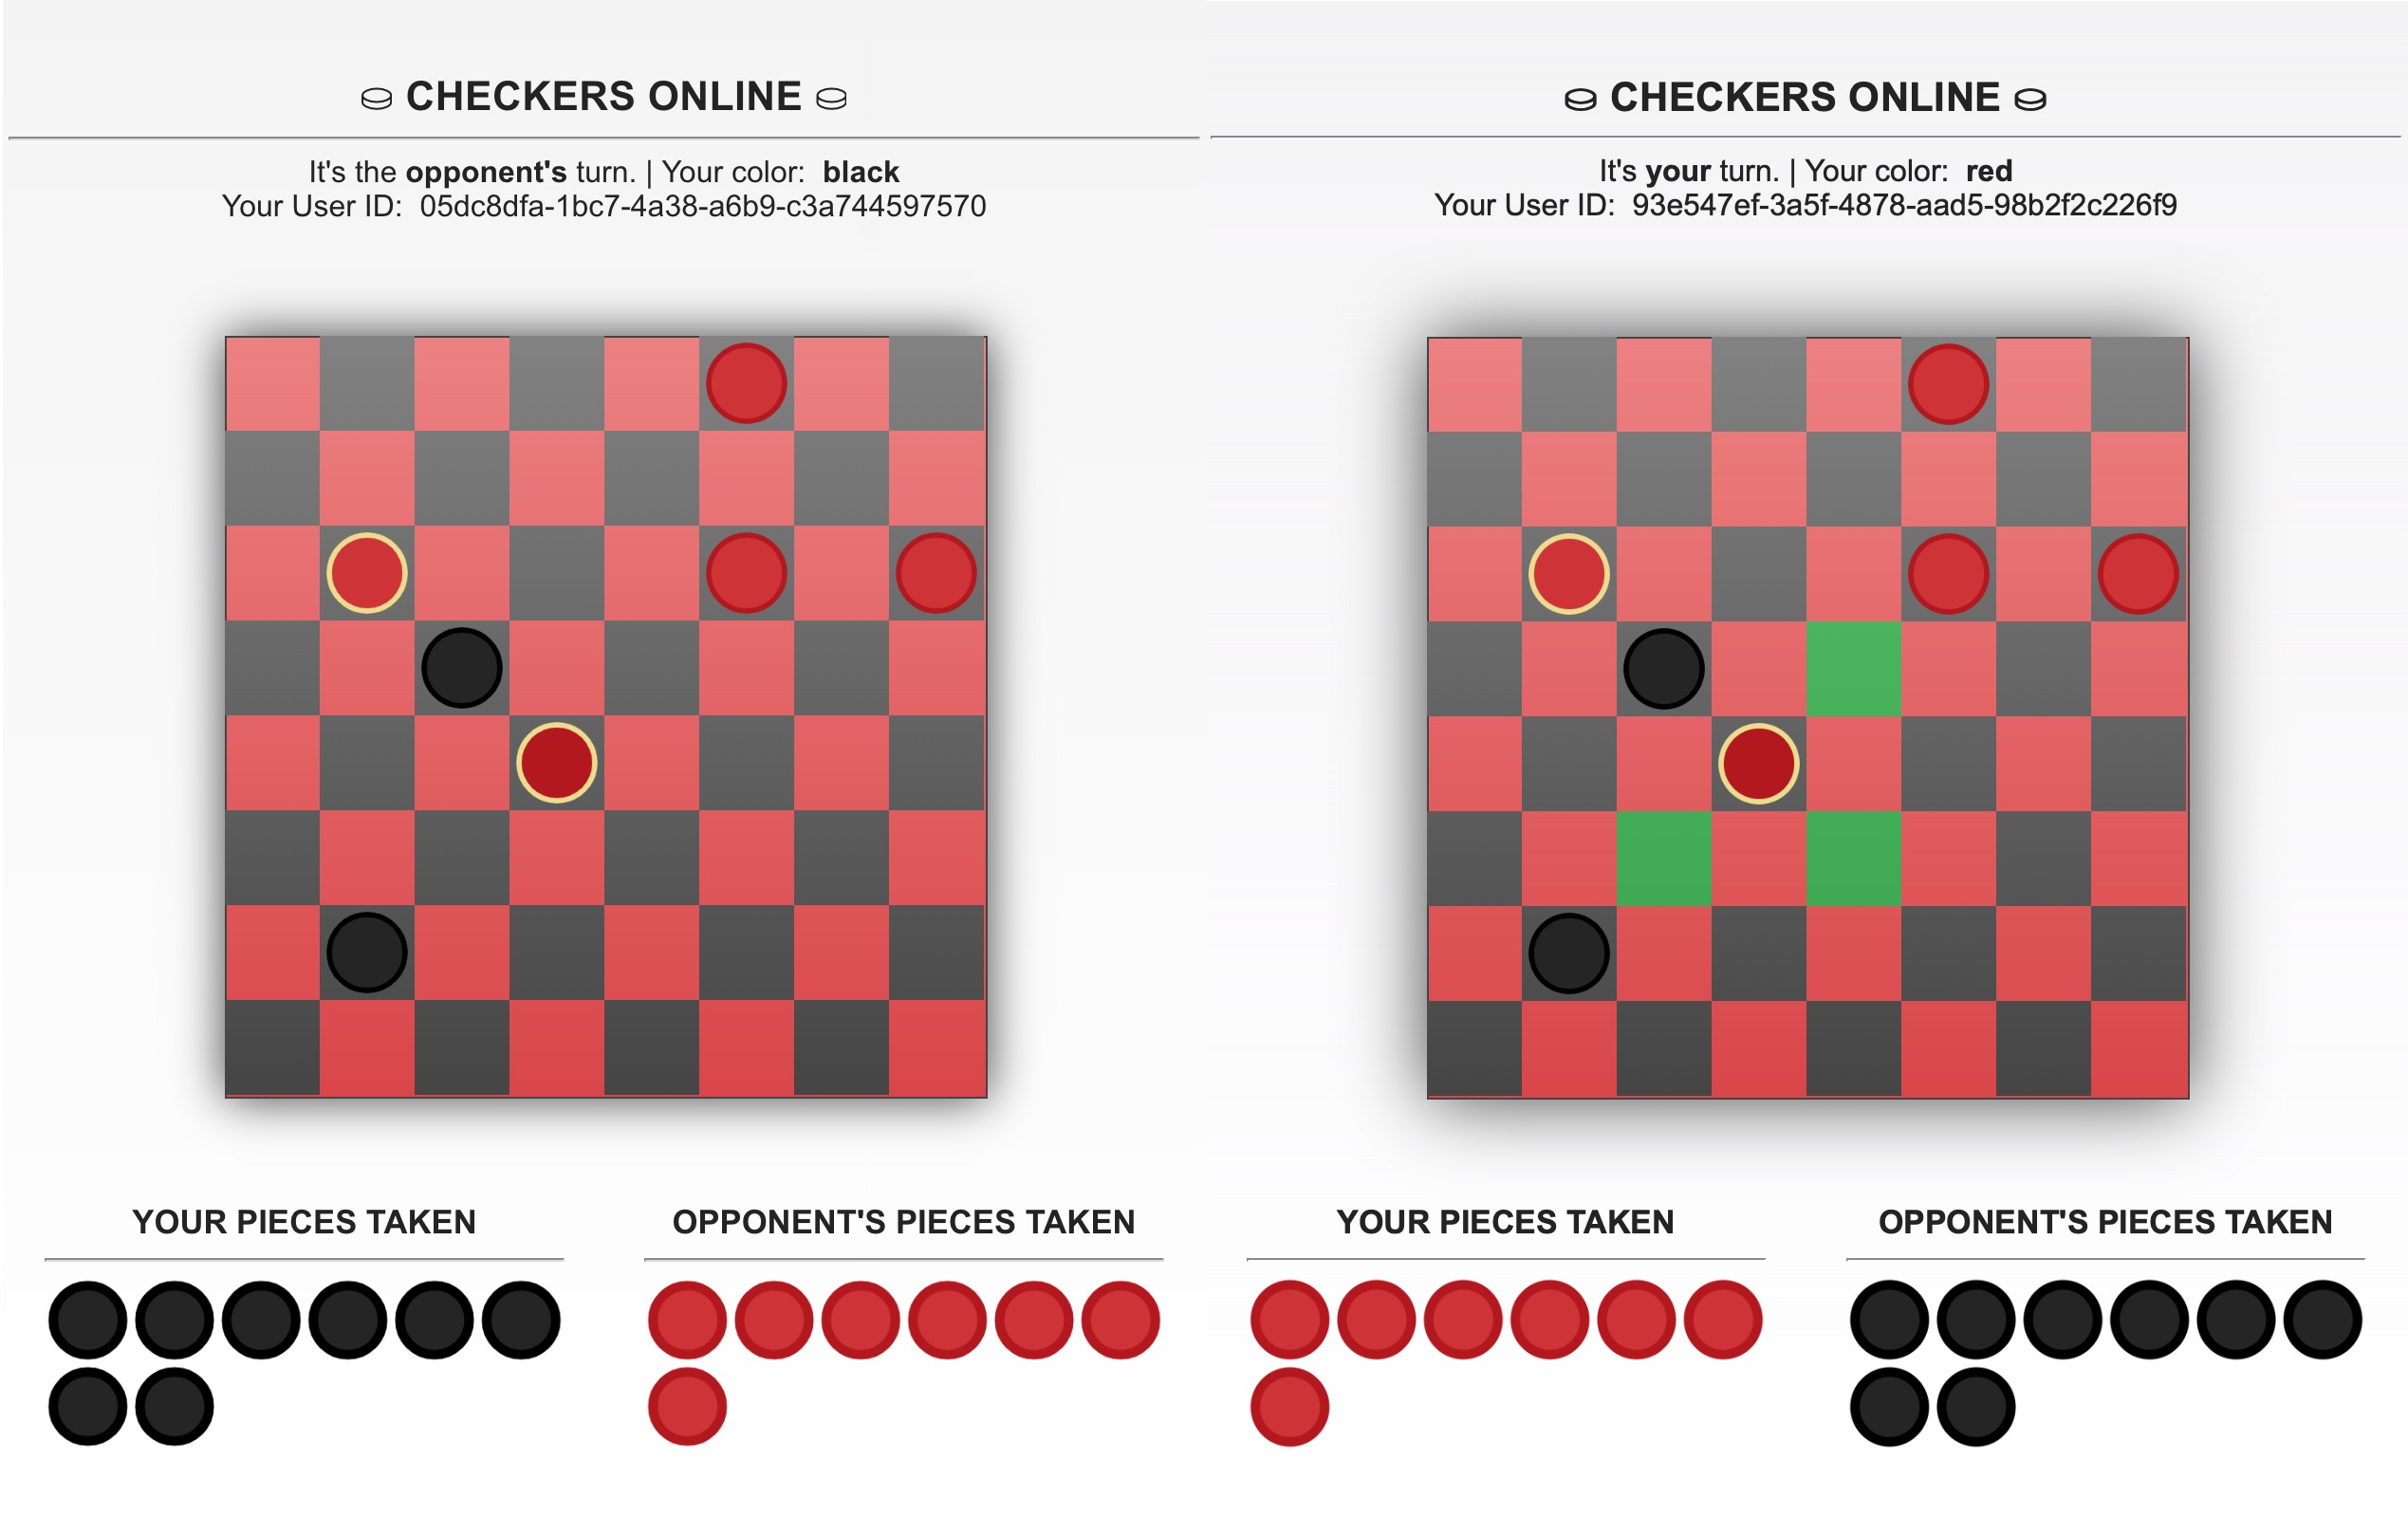 ⛀ CHECKERS ONLINE ⛀
It's the opponent's turn. | Your color: black
Your User ID: 05dc8dfa-1bc7-4a38-a6b9-c3a744597570
YOUR PIECES TAKEN
OPPONENT'S PIECES TAKEN
⛀ CHECKERS ONLINE ⛀
It's your turn. | Your color: red
Your User ID: 93e547ef-3a5f-4878-aad5-98b2f2c226f9
YOUR PIECES TAKEN
OPPONENT'S PIECES TAKEN